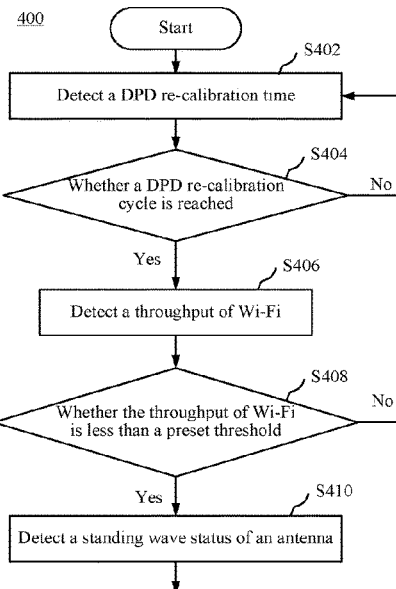 400
Start
S402
Detect a DPD re-calibration time
S404
Whether a DPD re-calibration
cycle is reached
No
Yes
S406
Detect a throughput of Wi-Fi
S408
Whether the throughput of Wi-Fi
is less than a preset threshold
No
Yes
S410
Detect a standing wave status of an antenna